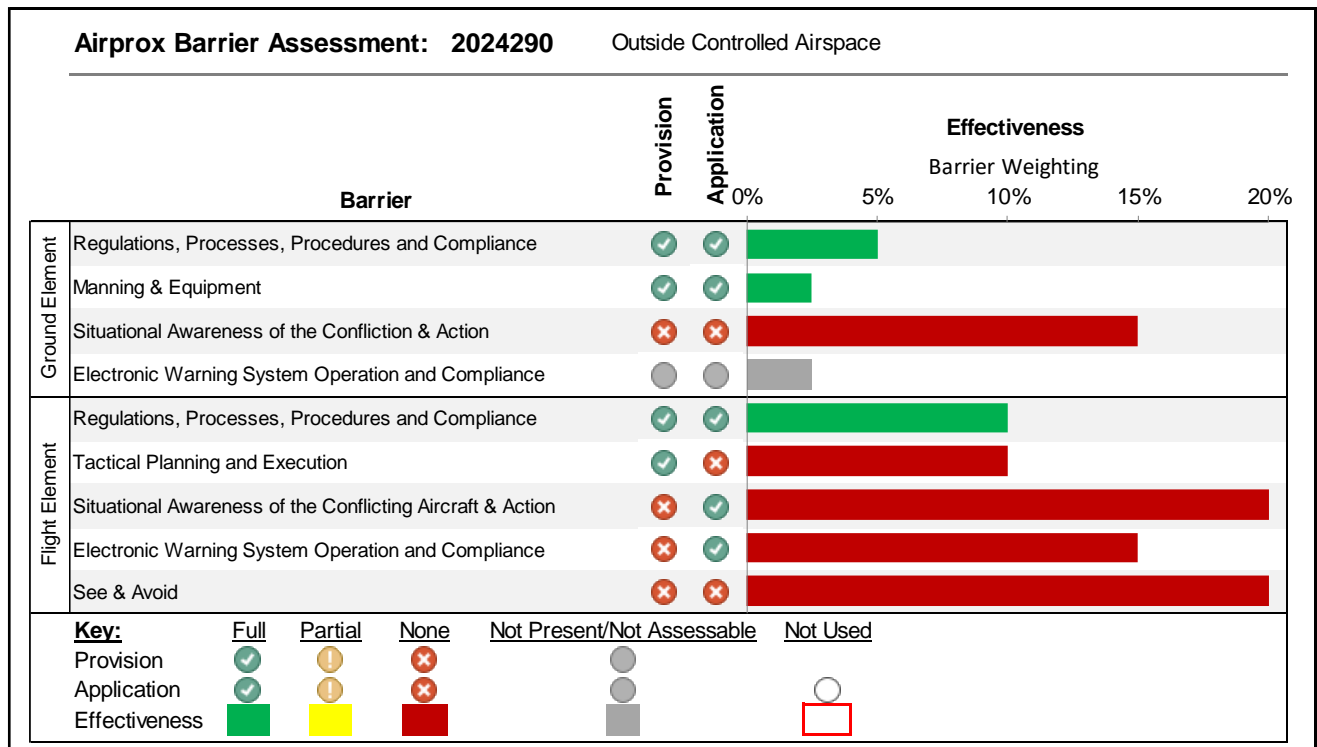 Airprox Barrier Assessment: 2024290 Outside Controlled Airspace
Barrier
Provision
Application
Effectiveness
Barrier Weighting
0% 5% 10% 15% 20%
Ground Element
Regulations, Processes, Procedures and Compliance
Manning & Equipment
Situational Awareness of the Confliction & Action
Electronic Warning System Operation and Compliance
Flight Element
Regulations, Processes, Procedures and Compliance
Tactical Planning and Execution
Situational Awareness of the Conflicting Aircraft & Action
Electronic Warning System Operation and Compliance
See & Avoid
Key: Full Partial None Not Present/Not Assessable Not Used
Provision
Application
Effectiveness